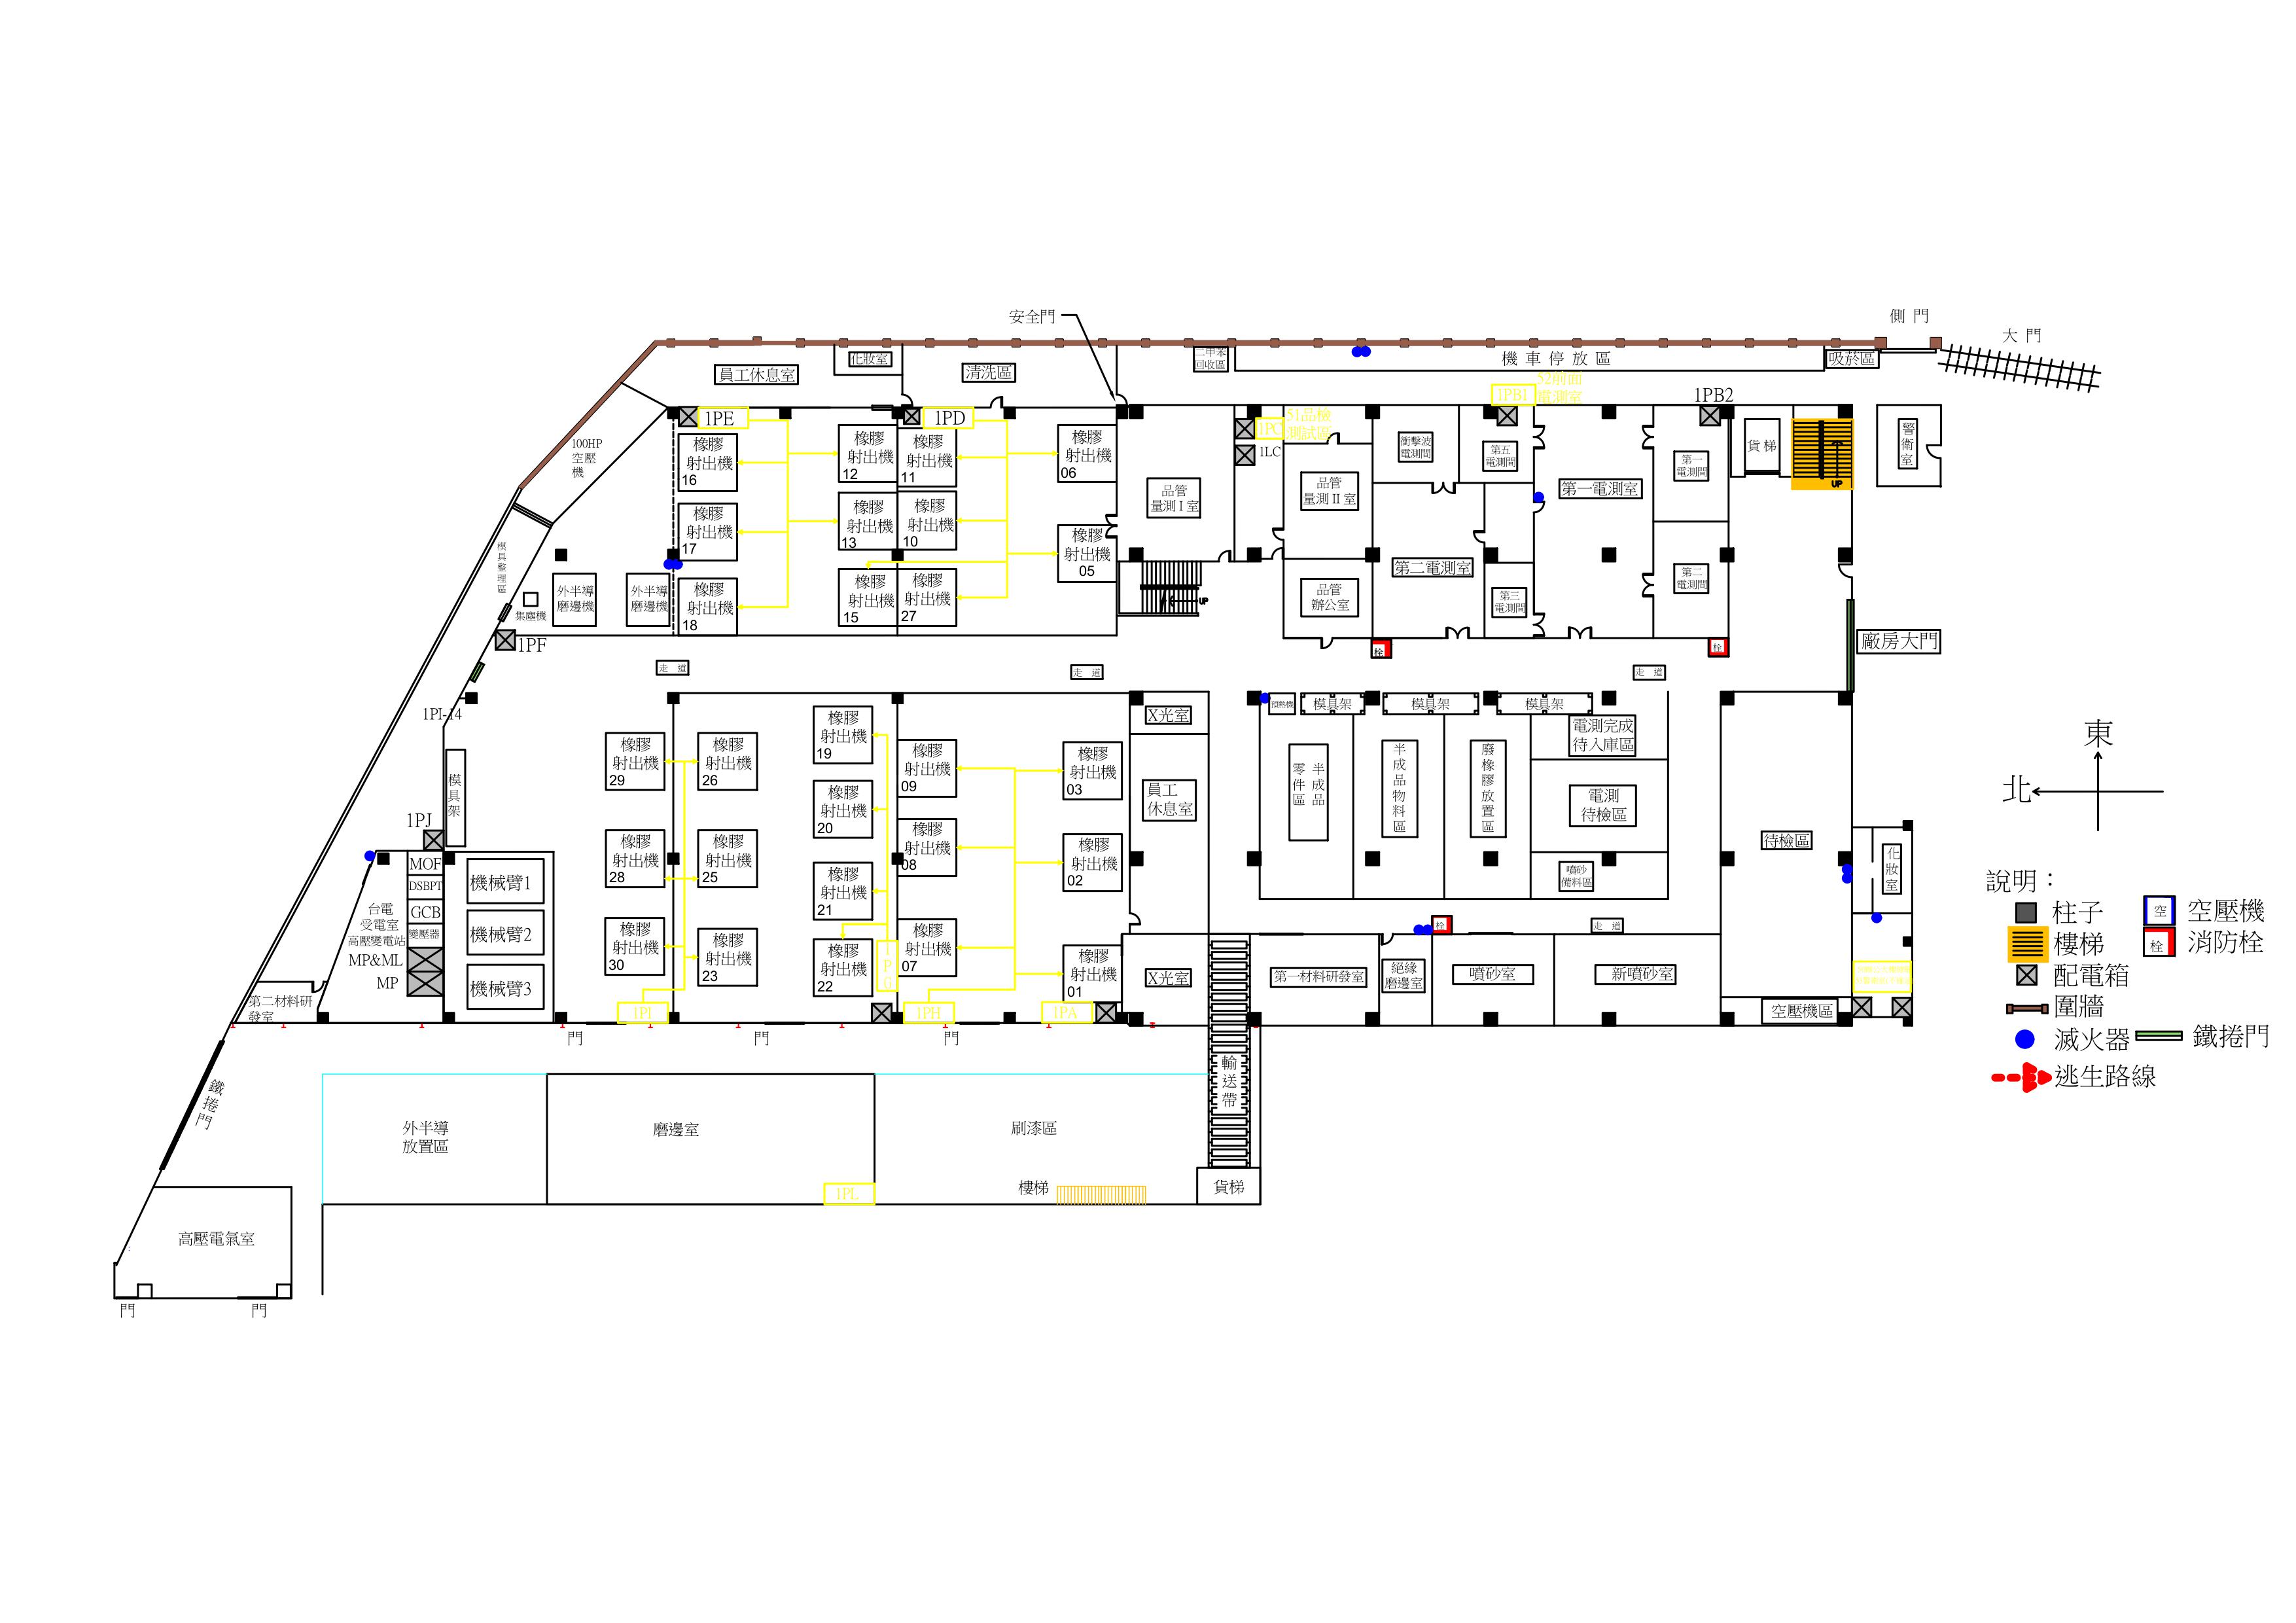 安全門
側 門
大 門
員工休息室
化妝室
清洗區
二甲苯
回收區
機 車 停 放 區
吸菸區
1PE
1PD
51品檢
測試區
1PC
1LC
1PB1
52前面
電測室
1PB2
100HP
空壓
機
橡膠
射出機
16
橡膠
射出機
12
橡膠
射出機
11
橡膠
射出機
06
橡膠
射出機
17
橡膠
射出機
13
橡膠
射出機
10
橡膠
射出機
05
橡膠
射出機
18
橡膠
射出機
15
橡膠
射出機
27
品管
量測 I 室
品管
量測 II 室
品管
辦公室
衝擊波
電測間
第五
電測間
第一電測室
第一
電測間
第二電測室
第三
電測間
第二
電測間
貨 梯
UP
警衛室
UP
模具整理區
集塵機
外半導
磨邊機
外半導
磨邊機
1PF
走 道
走 道
走 道
栓
栓
廠房大門
1PI-14
模具架
橡膠
射出機
29
橡膠
射出機
26
橡膠
射出機
19
橡膠
射出機
09
橡膠
射出機
03
橡膠
射出機
20
橡膠
射出機
28
橡膠
射出機
25
橡膠
射出機
08
橡膠
射出機
02
橡膠
射出機
21
橡膠
射出機
30
橡膠
射出機
23
橡膠
射出機
22
橡膠
射出機
07
橡膠
射出機
01
1PG
1PI
1PH
1PA
X光室
員工
休息室
X光室
預熱機
模具架
模具架
模具架
半成品
零件區
半成品物料區
廢橡膠放置區
電測完成
待入庫區
電測
待檢區
噴砂
備料區
待檢區
化妝室
栓
走 道
第一材料研發室
絕緣
磨邊室
噴砂室
新噴砂室
空壓機區
1PJ
MOF
DSBPT
GCB
變壓器
台電
受電室
高壓變電站
MP&ML
MP
機械臂1
機械臂2
機械臂3
第二材料研
發室
門
門
門
鐵捲門
外半導
放置區
磨邊室
刷漆區
1PL
樓梯
輸送帶
貨梯
高壓電氣室
門
門
東
北
說明：
柱子
空
空壓機
樓梯
栓
消防栓
配電箱
圍牆
滅火器
鐵捲門
逃生路線